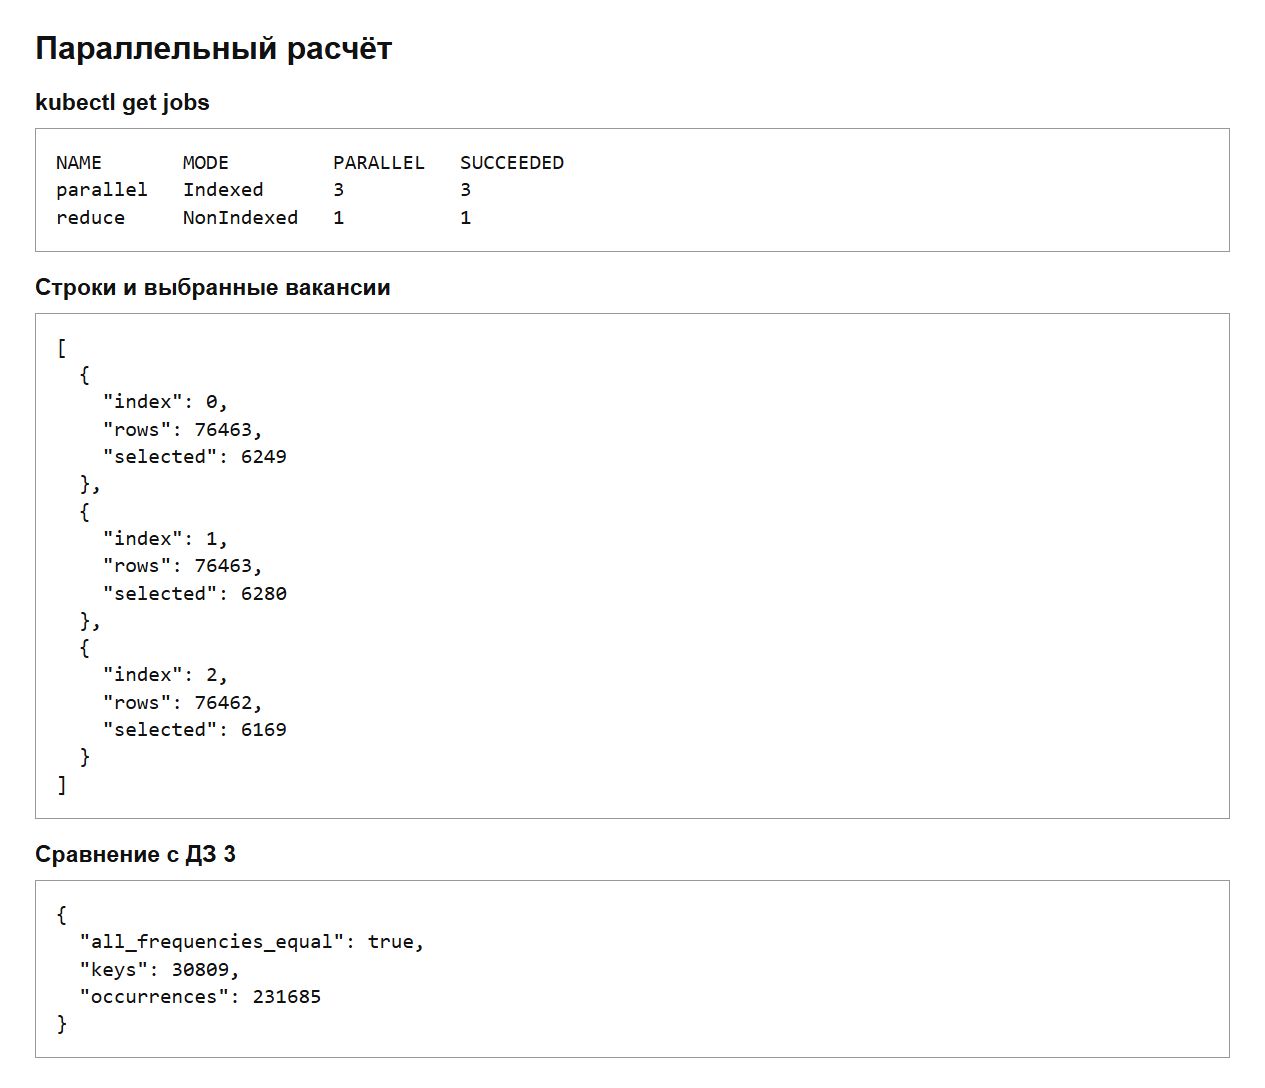 Параллельный расчёт
kubectl get jobs
NAME       MODE         PARALLEL   SUCCEEDED
parallel   Indexed      3          3
reduce     NonIndexed   1          1
Строки и выбранные вакансии
[
  {
    "index": 0,
    "rows": 76463,
    "selected": 6249
  },
  {
    "index": 1,
    "rows": 76463,
    "selected": 6280
  },
  {
    "index": 2,
    "rows": 76462,
    "selected": 6169
  }
]
Сравнение с ДЗ 3
{
  "all_frequencies_equal": true,
  "keys": 30809,
  "occurrences": 231685
}